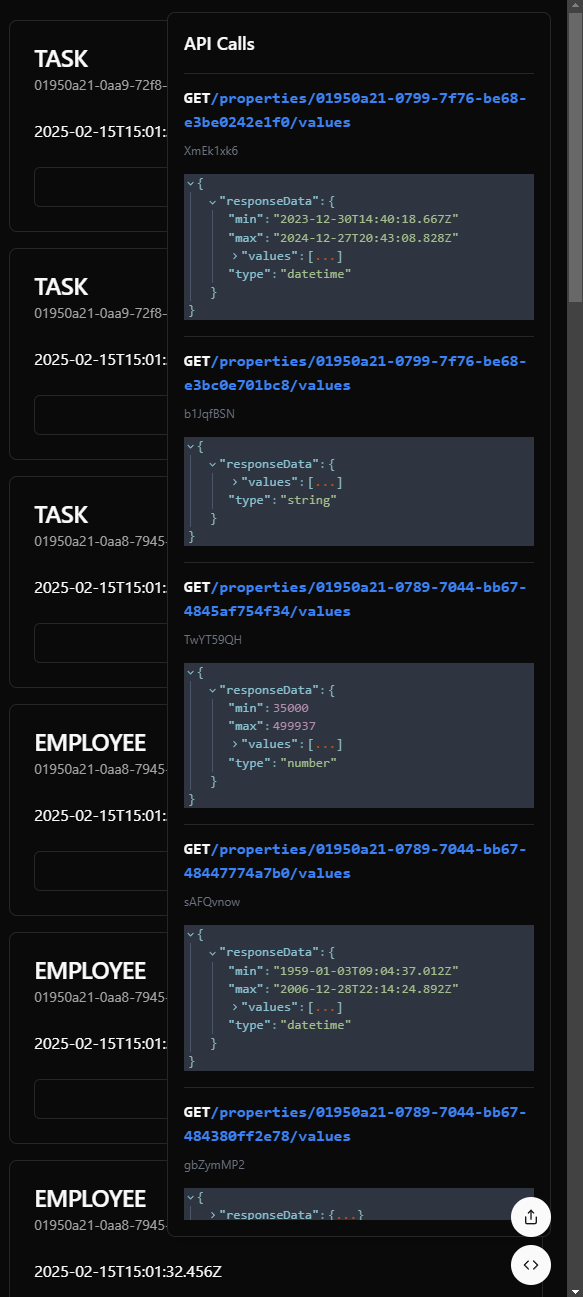 TASK
01950a21-0aa9-72f8-
2025-02-15T15:01:
TASK
01950a21-0aa9-72f8-
2025-02-15T15:01:
TASK
01950a21-0aa8-7945-
2025-02-15T15:01:
EMPLOYEE
01950a21-0aa8-7945-
2025-02-15T15:01:
EMPLOYEE
01950a21-0aa8-7945-
2025-02-15T15:01:
EMPLOYEE
01950a21-0aa8-7945-
2025-02-15T15:01:32.456Z
API Calls
GET/properties/01950a21-0799-7f76-be68-
e3be0242e1f0/values
XmEk1xk6
{
"responseData":{
"min":"2023-12-30T14:40:18.667Z"
"max":"2024-12-27T20:43:08.828Z"
"values":[...]
"type":"datetime"
}
}
GET/properties/01950a21-0799-7f76-be68-
e3bc0e701bc8/values
b1JqfBSN
{
"responseData":{
"values":[...]
"type":"string"
}
}
GET/properties/01950a21-0789-7044-bb67-
4845af754f34/values
TwYT59QH
{
"responseData":{
"min":35000
"max":499937
"values":[...]
"type":"number"
}
}
GET/properties/01950a21-0789-7044-bb67-
48447774a7b0/values
sAFQvnow
{
"responseData":{
"min":"1959-01-03T09:04:37.012Z"
"max":"2006-12-28T22:14:24.892Z"
"values":[...]
"type":"datetime"
}
}
GET/properties/01950a21-0789-7044-bb67-
484380ff2e78/values
gbZymMP2
{
"responseData":{...}